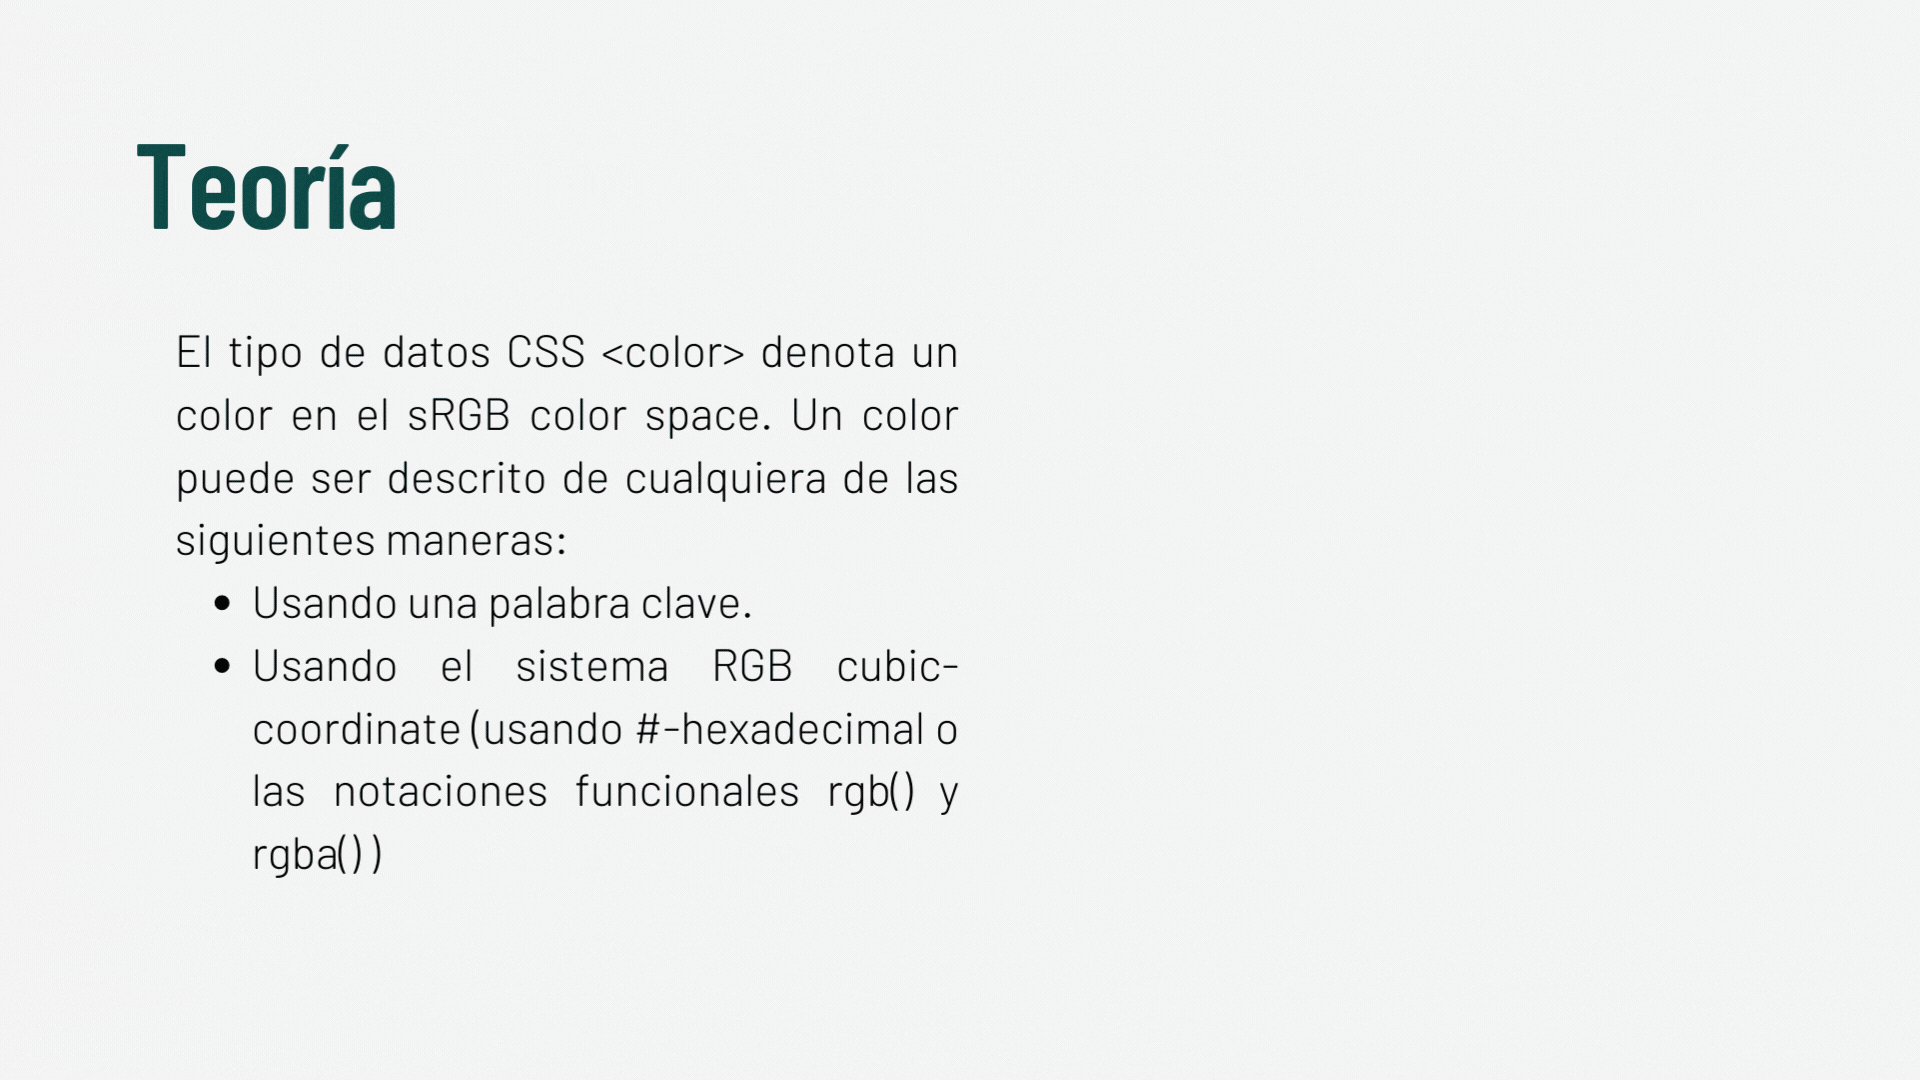 Teoría
El tipo de datos CSS <color> denota un
color en el sRGB color space. Un color
puede ser descrito de cualquiera de las
siguientes maneras:
• Usando una palabra clave.
• Usando el sistema RGB cubic-
coordinate (usando #-hexadecimal o
las notaciones funcionales rgb() y
rgba() )